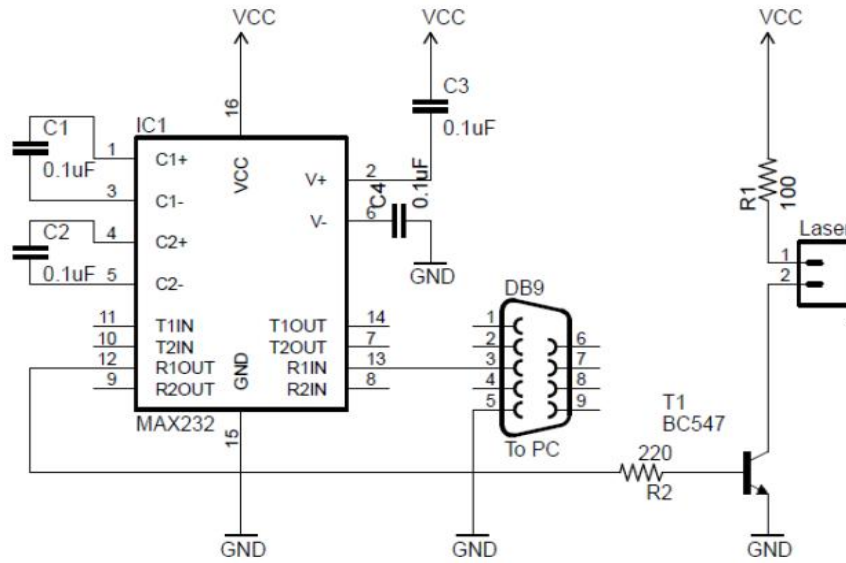 VCC
VCC
VCC
16
C3
0.1uF
C1
0.1uF
IC1
1
3
C1+
C1-
VCC
V+
2
C4
0.1uF
R1
100
C2
0.1uF
4
5
C2+
C2-
V-
6
GND
Laser
1
2
DB9
11
T1IN
T1OUT
14
1
10
T2IN
T2OUT
7
2
6
12
R1OUT
GND
R1IN
13
3
7
9
R2OUT
R2IN
8
4
8
5
9
MAX232
15
To PC
T1
BC547
220
R2
GND
GND
GND